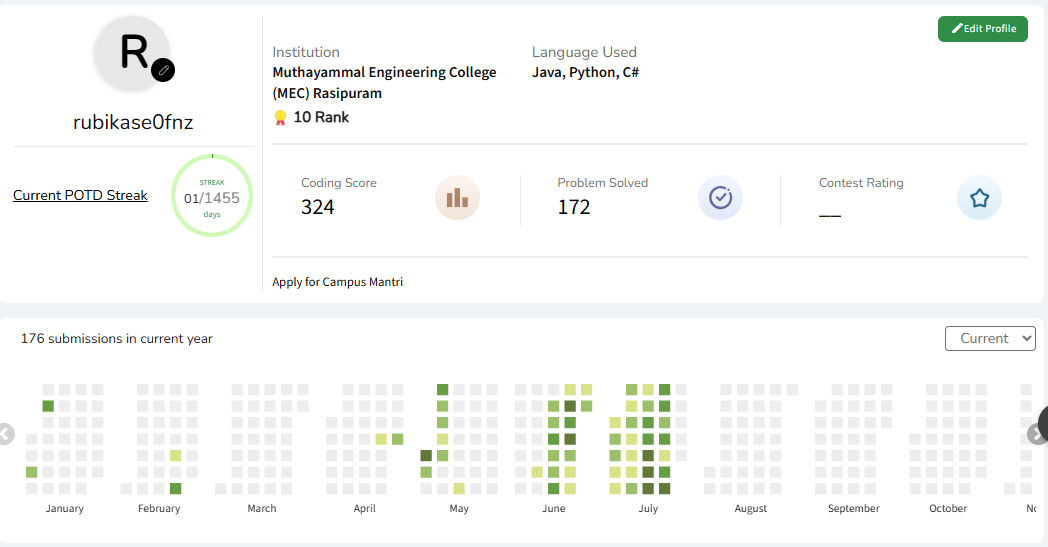 Edit Profile
R
Institution
Language Used
Muthayammal Engineering College
(MEC) Rasipuram
Java, Python, C#
10 Rank
rubikase0fnz
Current POTD Streak
STREAK
01/1455
days
Coding Score
324
Problem Solved
172
Contest Rating
__
Apply for Campus Mantri
176 submissions in current year
Current
January
February
March
April
May
June
July
August
September
October